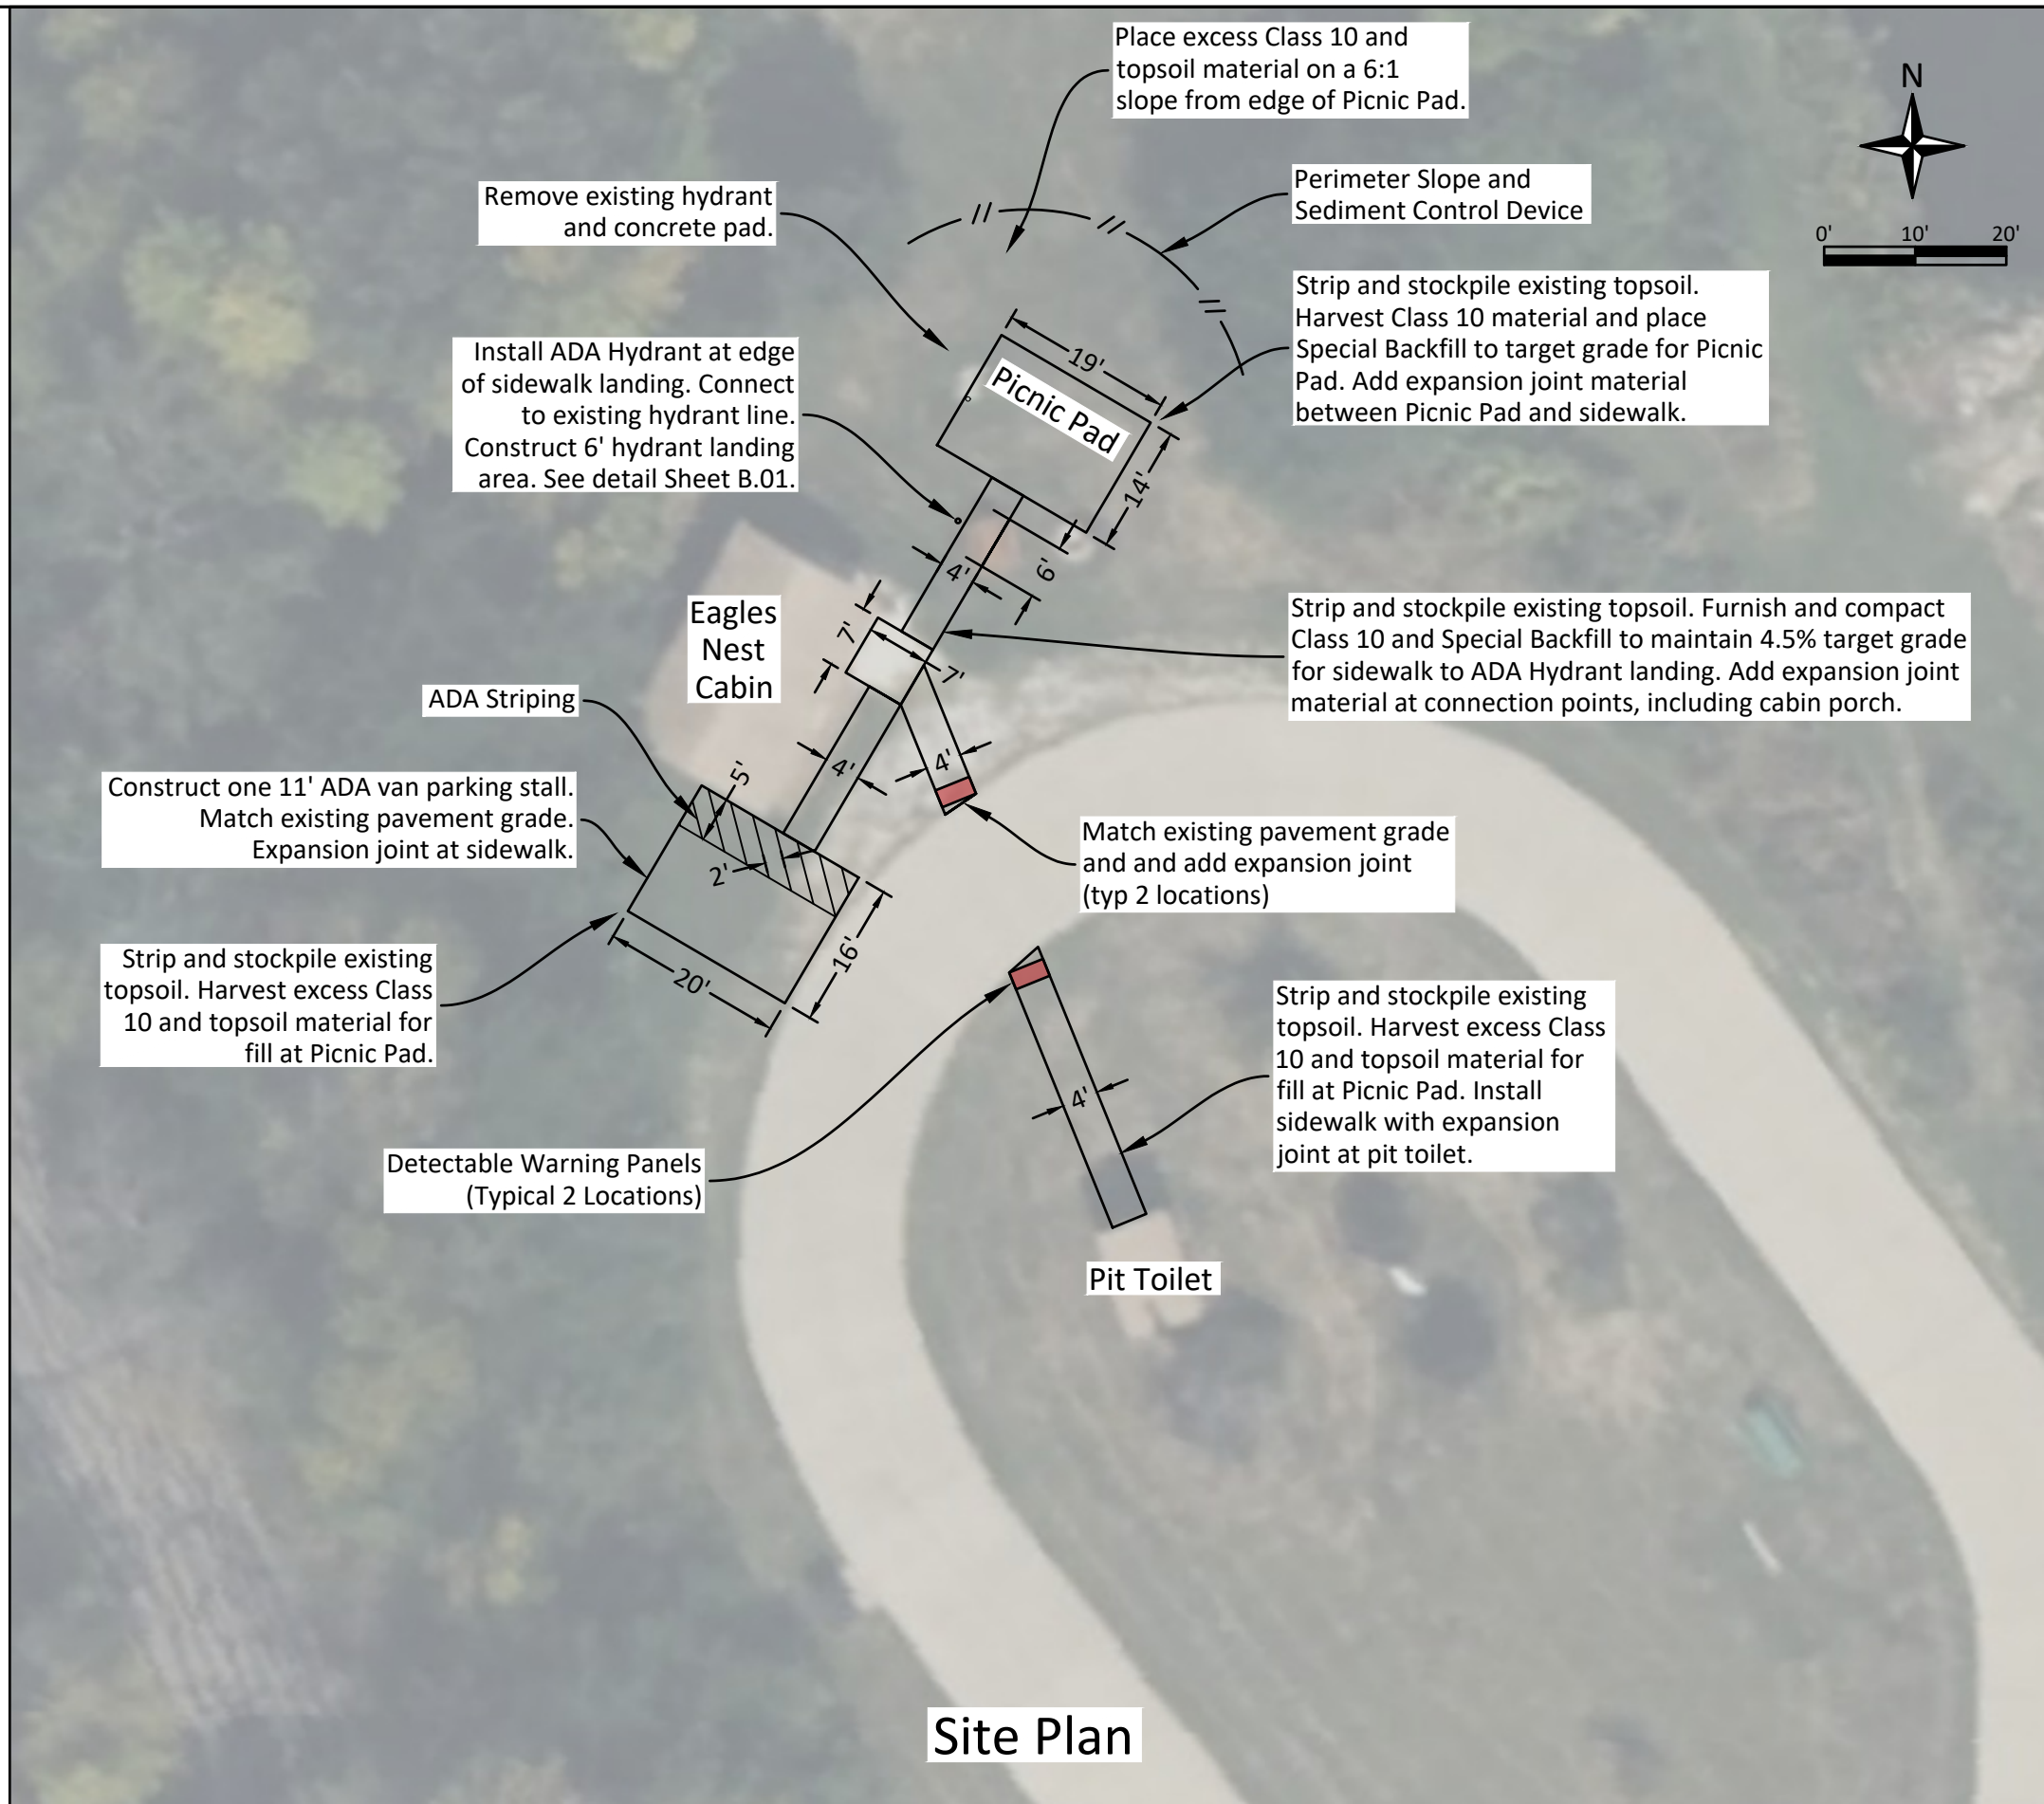 Place excess Class 10 and
topsoil material on a 6:1
slope from edge of Picnic Pad.
N
0' 10' 20'
Perimeter Slope and
Sediment Control Device
Remove existing hydrant
and concrete pad.
Strip and stockpile existing topsoil.
Harvest Class 10 material and place
Special Backfill to target grade for Picnic
Pad. Add expansion joint material
between Picnic Pad and sidewalk.
Install ADA Hydrant at edge
of sidewalk landing. Connect
to existing hydrant line.
Construct 6' hydrant landing
area. See detail Sheet B.01.
19'
Picnic Pad
14'
6'
4'
7'
7'
Eagles
Nest
Cabin
Strip and stockpile existing topsoil. Furnish and compact
Class 10 and Special Backfill to maintain 4.5% target grade
for sidewalk to ADA Hydrant landing. Add expansion joint
material at connection points, including cabin porch.
ADA Striping
4'
4'
5'
2'
Construct one 11' ADA van parking stall.
Match existing pavement grade.
Expansion joint at sidewalk.
Match existing pavement grade
and and add expansion joint
(typ 2 locations)
16'
20'
Strip and stockpile existing
topsoil. Harvest excess Class
10 and topsoil material for
fill at Picnic Pad.
Strip and stockpile existing
topsoil. Harvest excess Class
10 and topsoil material for
fill at Picnic Pad. Install
sidewalk with expansion
joint at pit toilet.
4'
Detectable Warning Panels
(Typical 2 Locations)
Pit Toilet
Site Plan